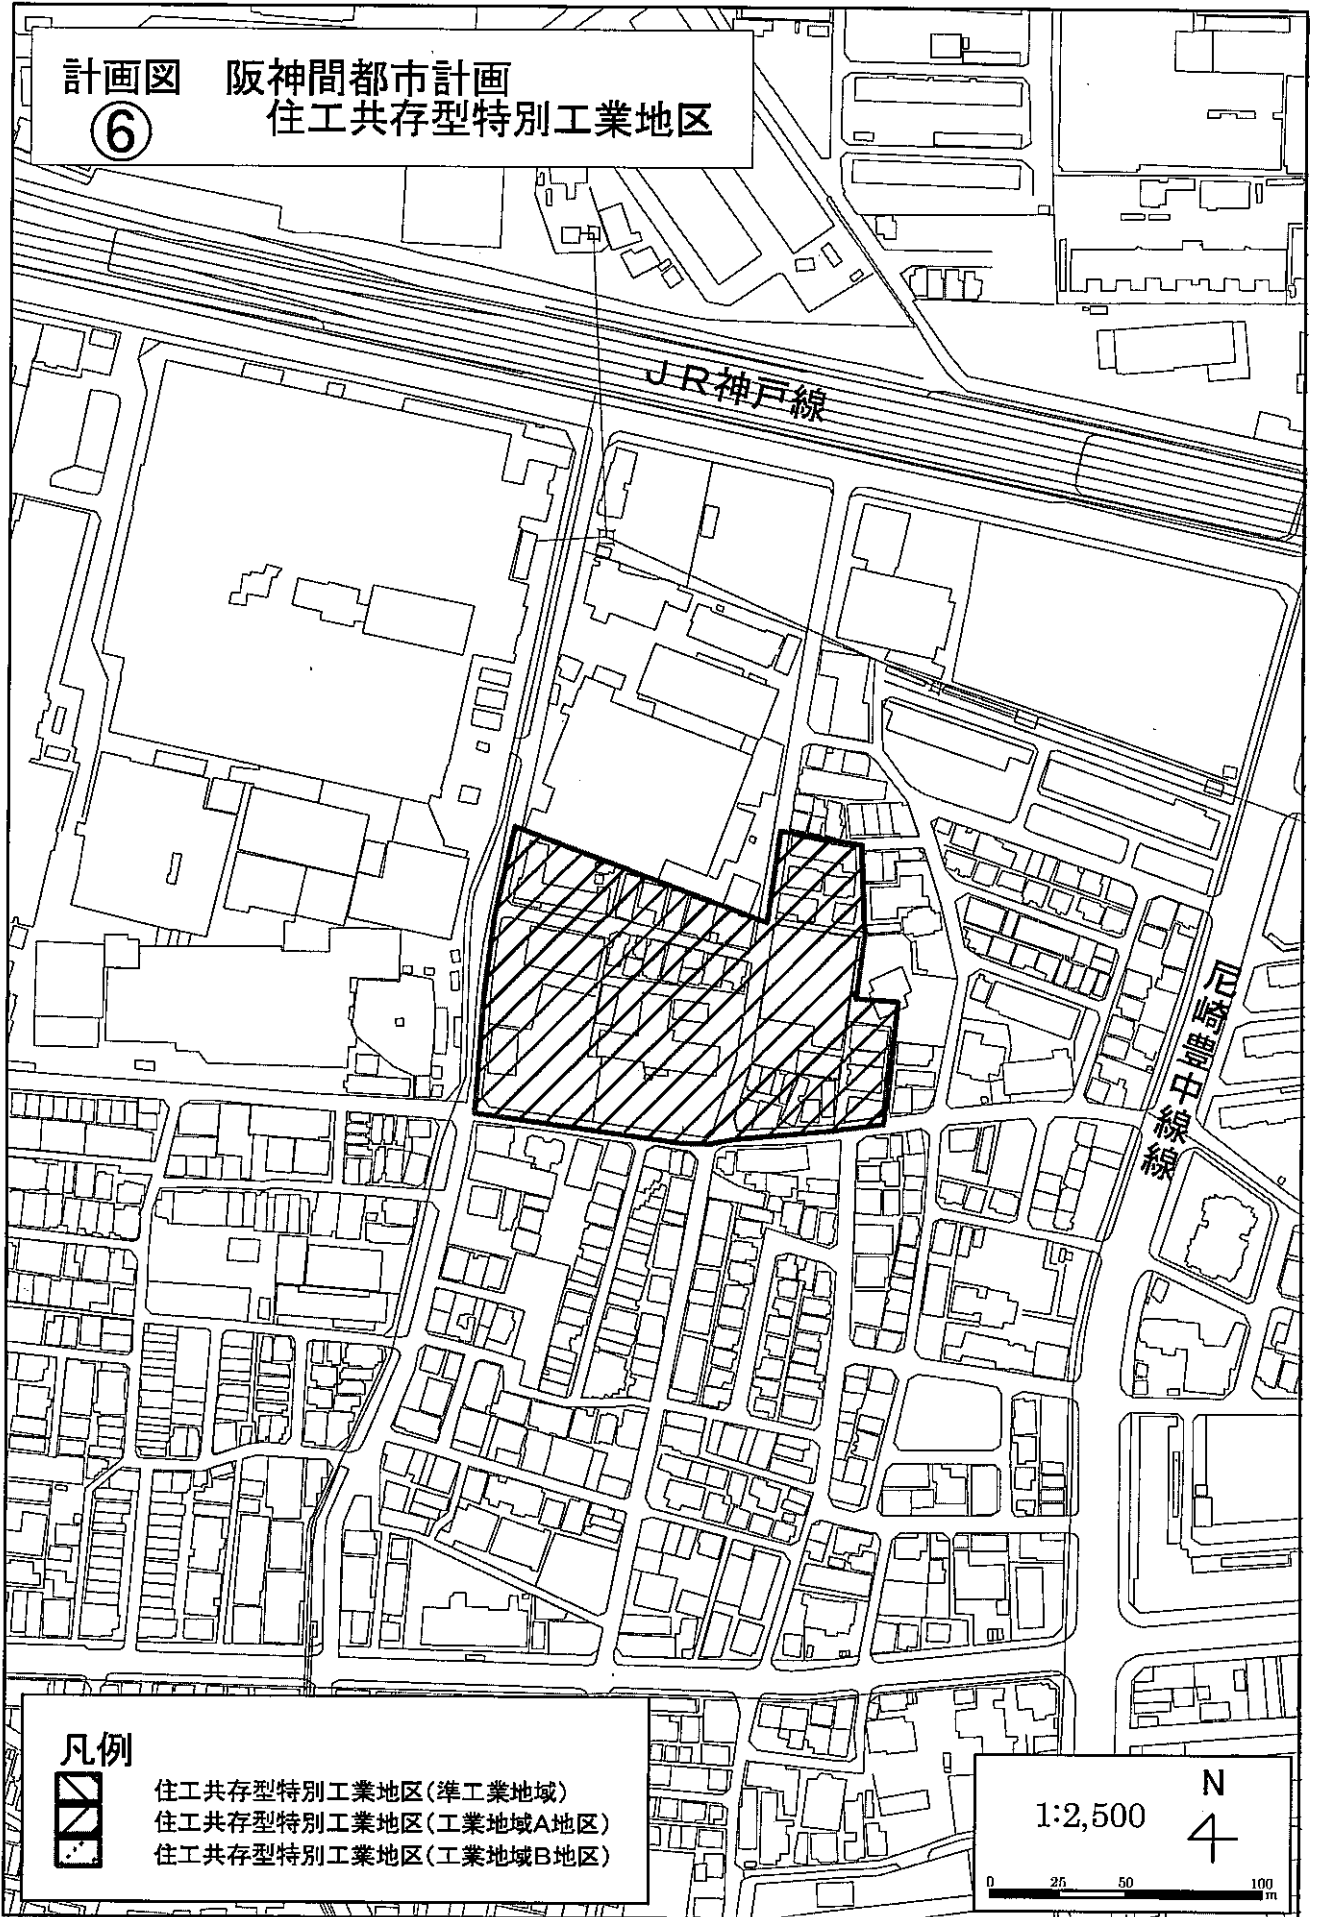 計画図 阪神間都市計画
⑥ 住工共存型特別工業地区
JR神戸線
尼崎豊中線線
凡例
住工共存型特別工業地区(準工業地域)
住工共存型特別工業地区(工業地域A地区)
住工共存型特別工業地区(工業地域B地区)
N
1:2,500
0 25 50 100
m